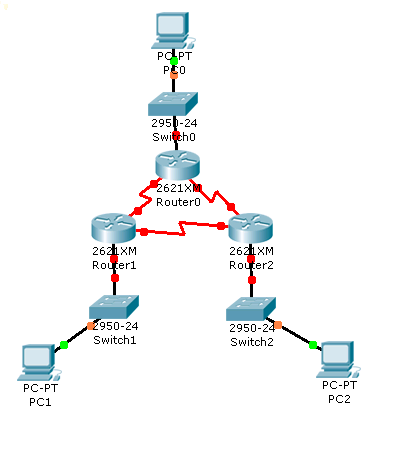 PC-PT
PC0
2950-24
Switch0
2621XM
Router0
2621XM
Router1
2621XM
Router2
2950-24
Switch1
2950-24
Switch2
PC-PT
PC1
PC-PT
PC2